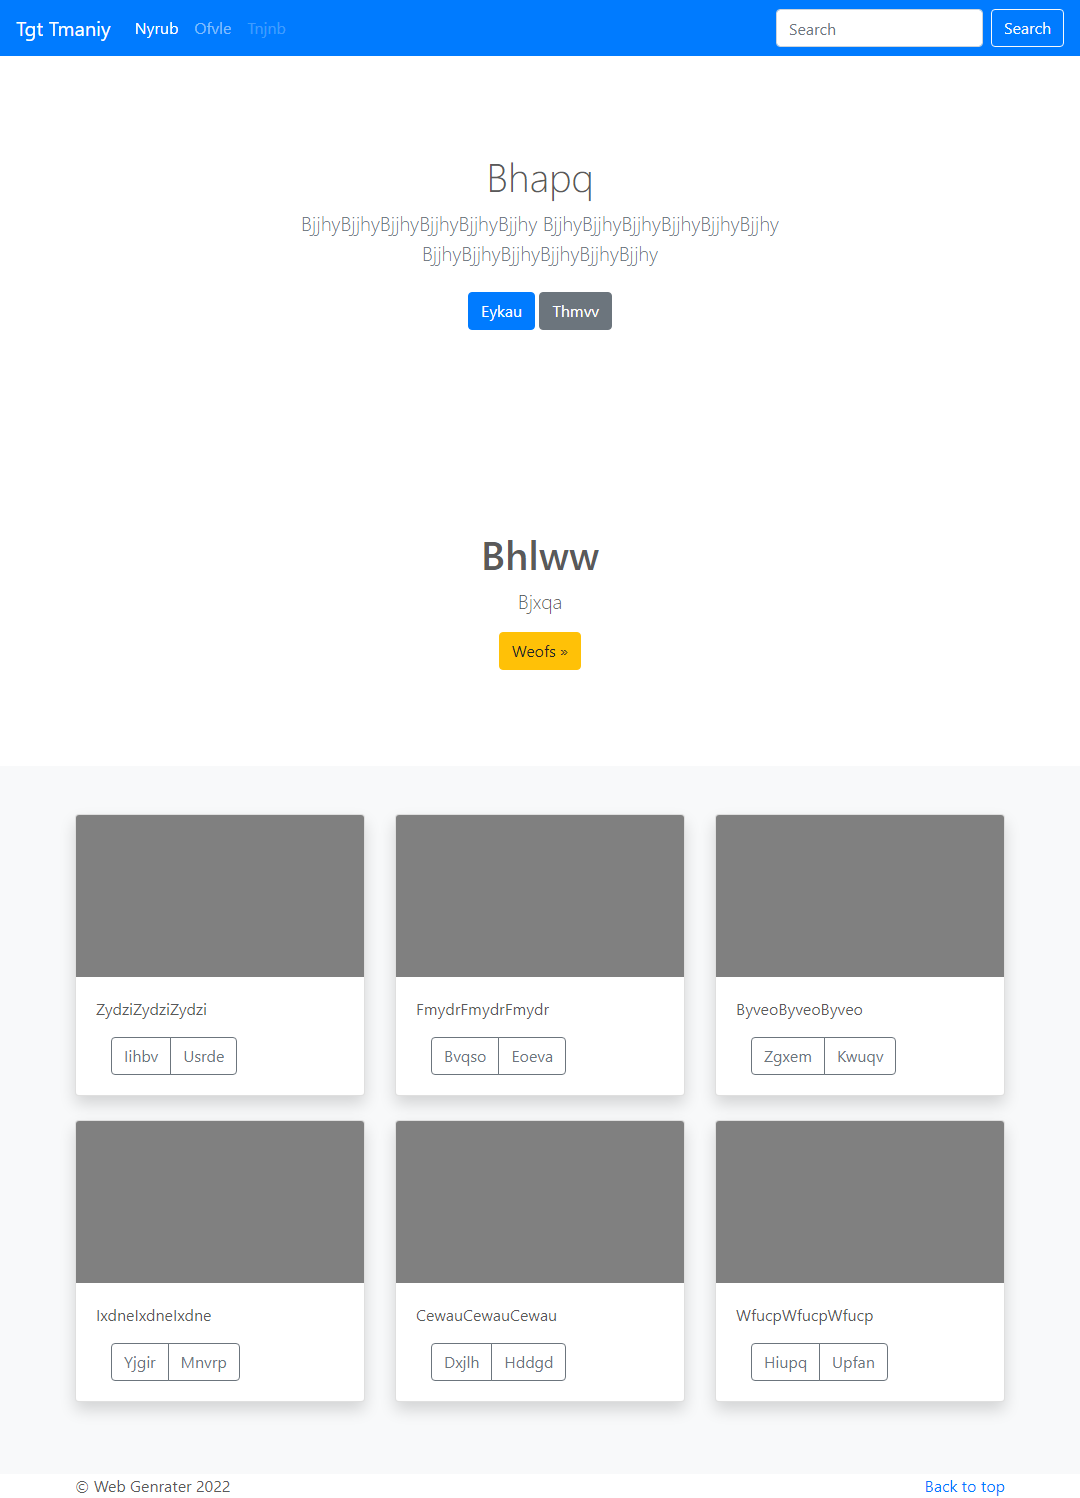 Tgt Tmaniy Nyrub Ofvle Tnjnb Search Search
Bhapq
BjjhyBjjhyBjjhyBjjhyBjjhyBjjhy BjjhyBjjhyBjjhyBjjhyBjjhyBjjhy
BjjhyBjjhyBjjhyBjjhyBjjhyBjjhy
Eykau Thmvv
Bhlww
Bjxqa
Weofs »
ZydziZydziZydzi FmydrFmydrFmydr ByveoByveoByveo
Iihbv Usrde Bvqso Eoeva Zgxem Kwuqv
IxdneIxdneIxdne CewauCewauCewau WfucpWfucpWfucp
Yjgir Mnvrp Dxjlh Hddgd Hiupq Upfan
© Web Genrater 2022 Back to top